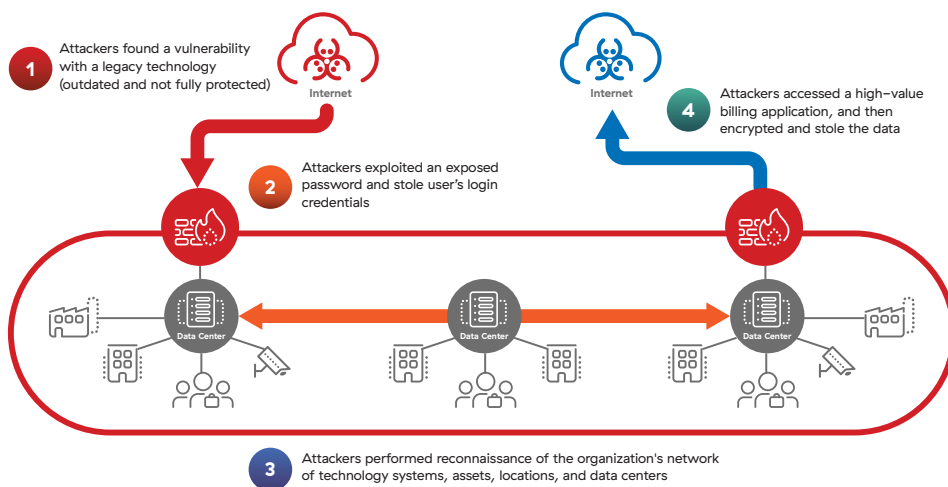 1
Attackers found a vulnerability
with a legacy technology
(outdated and not fully protected)
Internet
Internet
4
Attackers accessed a high-value
billing application, and then
encrypted and stole the data
2
Attackers exploited an exposed
password and stole user's login
credentials
Data Center
Data Center
Data Center
3
Attackers performed reconnaissance of the organization's network
of technology systems, assets, locations, and data centers